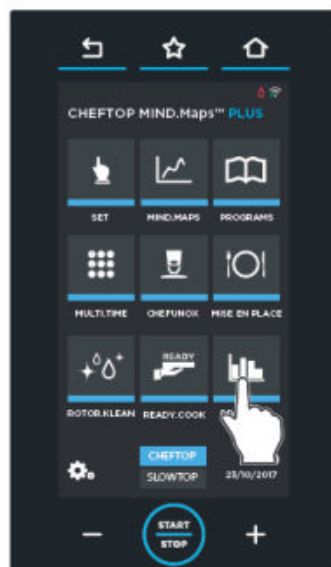 CHEFTOP MIND.Maps™ PLUS
SET MIND.MAPS PROGRAMS
MULTI.TIME CHEFUNOX MISE EN PLACE
READY
ROTOR.KLEAN READY.COOK
CHEFTOP
SLOWTOP
23/10/2017
START
STOP